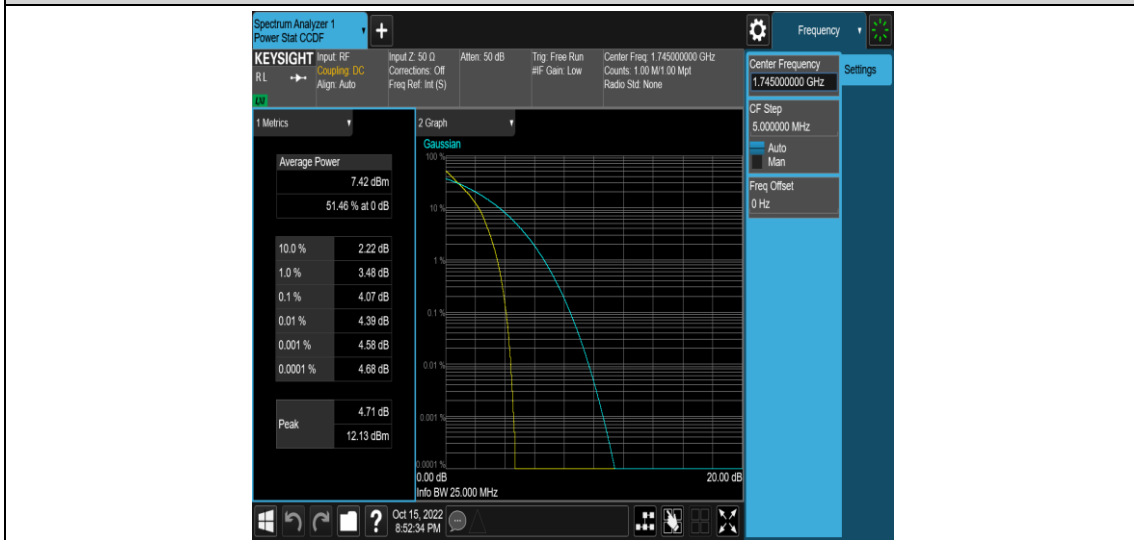 Spectrum Analyzer 1
Power Stat CCDF
+
Frequency
KEYSIGHT
RL
LXI
Input: RF
Coupling: DC
Align: Auto
Input Z: 50 Ω
Corrections: Off
Freq Ref: Int (S)
Atten: 50 dB
Trig: Free Run
#IF Gain: Low
Center Freq: 1.745000000 GHz
Counts: 1.00 M/1.00 Mpt
Radio Std: None
Center Frequency
1.745000000 GHz
Settings
CF Step
5.000000 MHz
Auto
Man
Freq Offset
0 Hz
1 Metrics
Average Power
7.42 dBm
51.46 % at 0 dB
10.0 % 2.22 dB
1.0 % 3.48 dB
0.1 % 4.07 dB
0.01 % 4.39 dB
0.001 % 4.58 dB
0.0001 % 4.68 dB
Peak
4.71 dB
12.13 dBm
2 Graph
Gaussian
100 %
10 %
1 %
0.1 %
0.01 %
0.001 %
0.0001 %
0.00 dB 20.00 dB
Info BW 25.000 MHz
?
Oct 15, 2022
8:52:34 PM